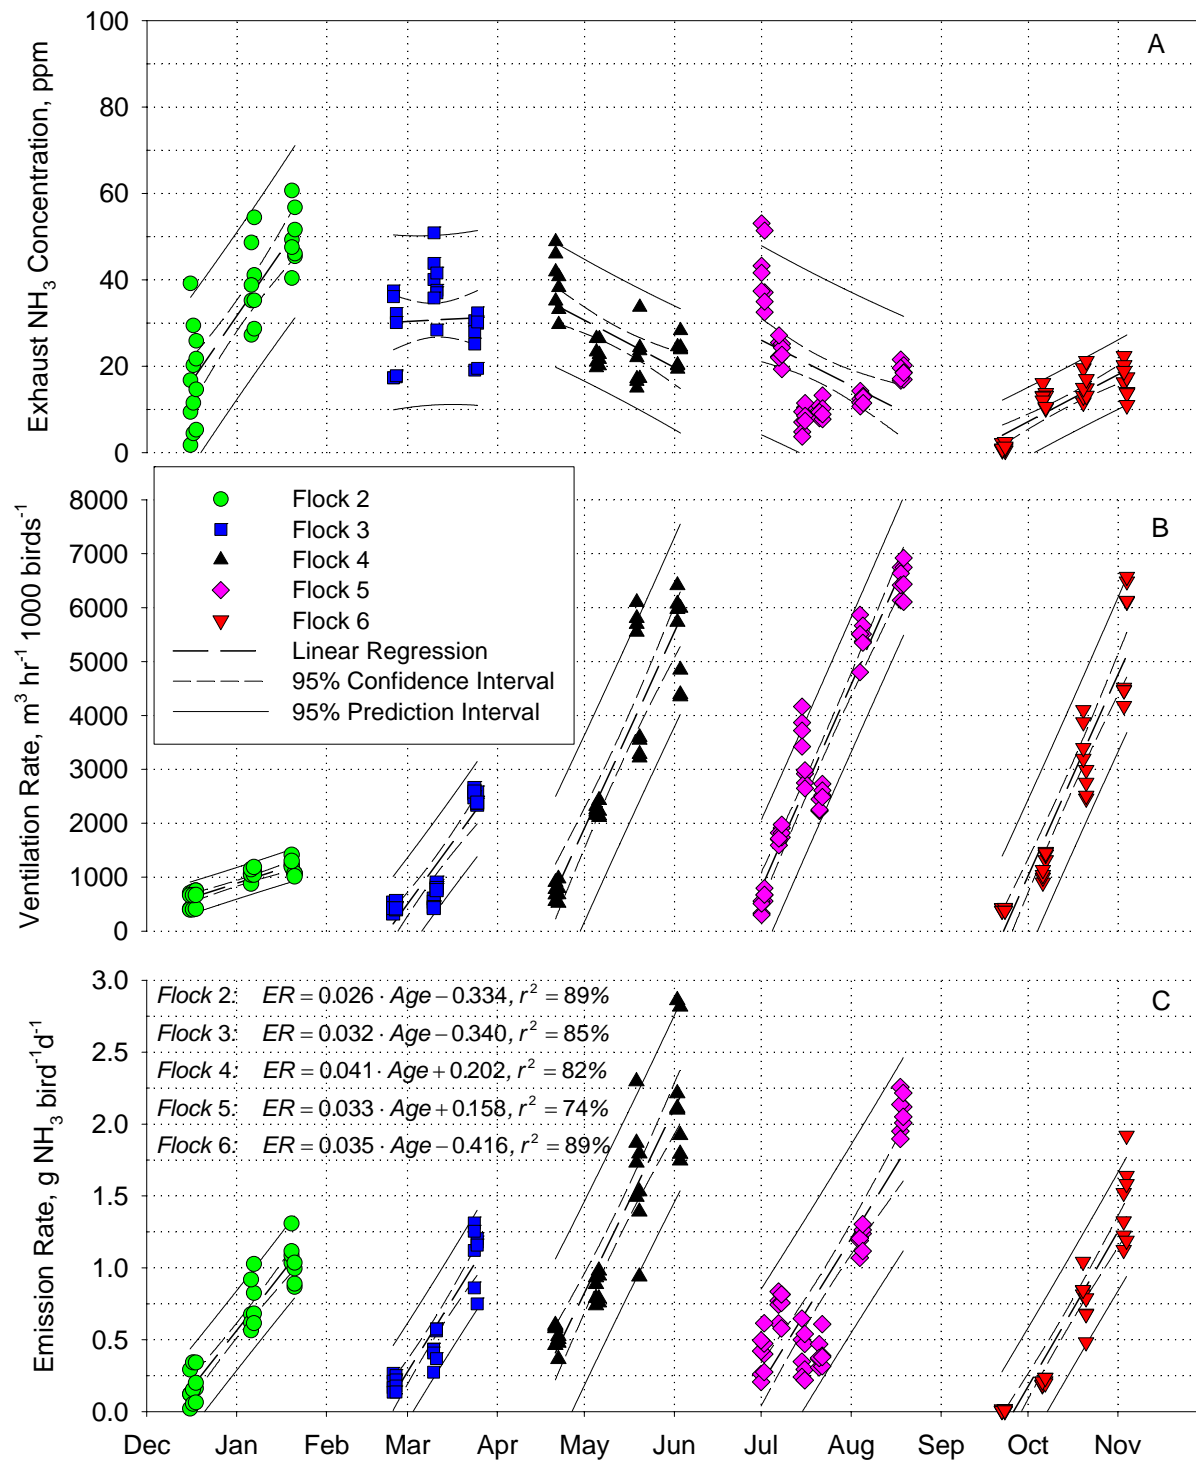 100
80
60
40
20
0
Exhaust NH3 Concentration, ppm
A
8000
7000
6000
5000
4000
3000
2000
1000
0
Ventilation Rate, m³ hr⁻¹ 1000 birds⁻¹
B
Flock 2
Flock 3
Flock 4
Flock 5
Flock 6
Linear Regression
95% Confidence Interval
95% Prediction Interval
3.0
2.5
2.0
1.5
1.0
0.5
0.0
Emission Rate, g NH3 bird⁻¹d⁻¹
C
Flock 2: ER = 0.026 · Age − 0.334, r² = 89%
Flock 3: ER = 0.032 · Age − 0.340, r² = 85%
Flock 4: ER = 0.041 · Age + 0.202, r² = 82%
Flock 5: ER = 0.033 · Age + 0.158, r² = 74%
Flock 6: ER = 0.035 · Age − 0.416, r² = 89%
Dec Jan Feb Mar Apr May Jun Jul Aug Sep Oct Nov